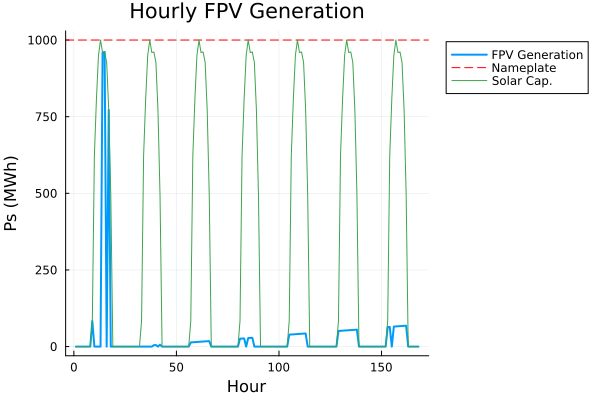 Hourly FPV Generation
1000
750
500
250
0
Ps (MWh)
0
50
100
150
Hour
FPV Generation
Nameplate
Solar Cap.